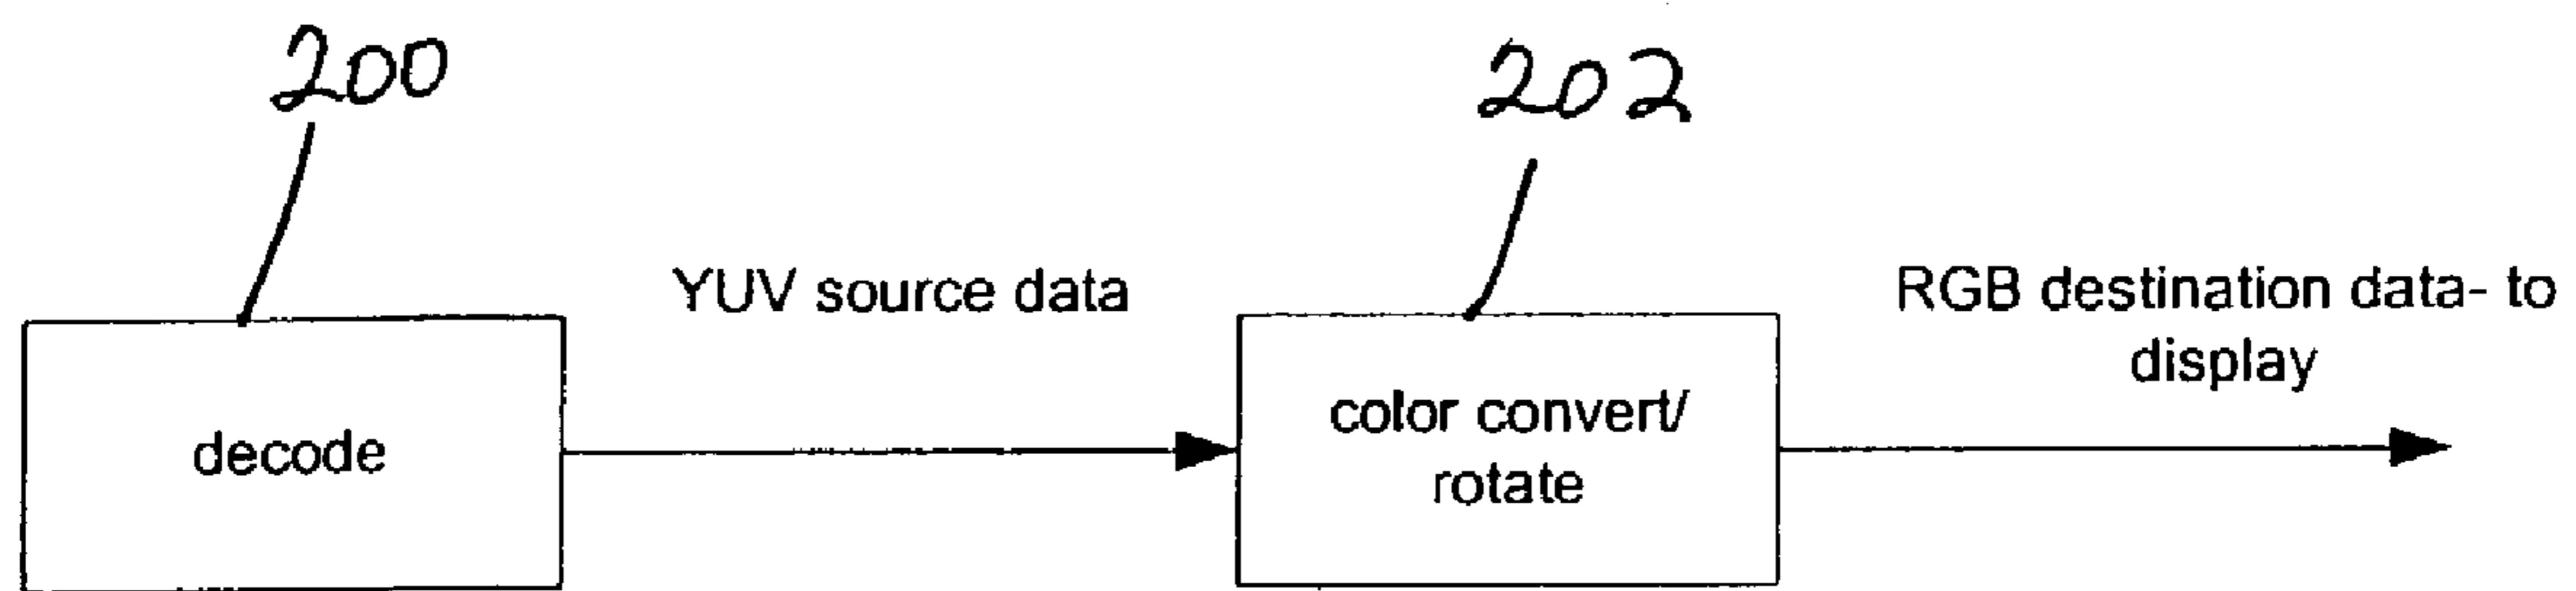 200
202
YUV source data
RGB destination data- to
display
decode
color convert/
rotate